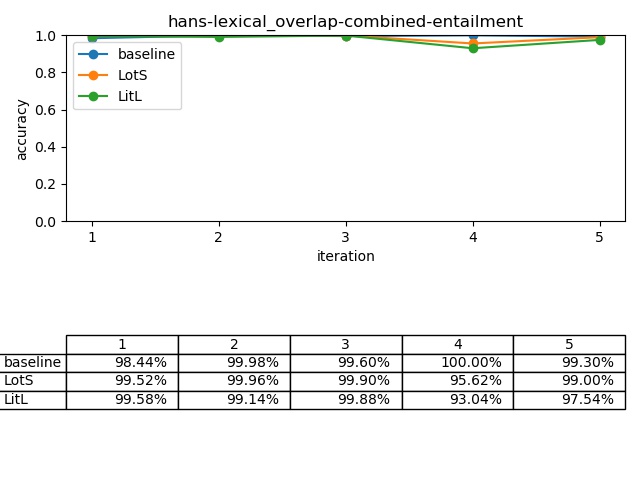 hans-lexical_overlap-combined-entailment
1.0
0.8
0.6
0.4
0.2
0.0
accuracy
baseline
LotS
LitL
1 2 3 4 5
iteration
1 2 3 4 5
baseline 98.44% 99.98% 99.60% 100.00% 99.30%
LotS 99.52% 99.96% 99.90% 95.62% 99.00%
LitL 99.58% 99.14% 99.88% 93.04% 97.54%